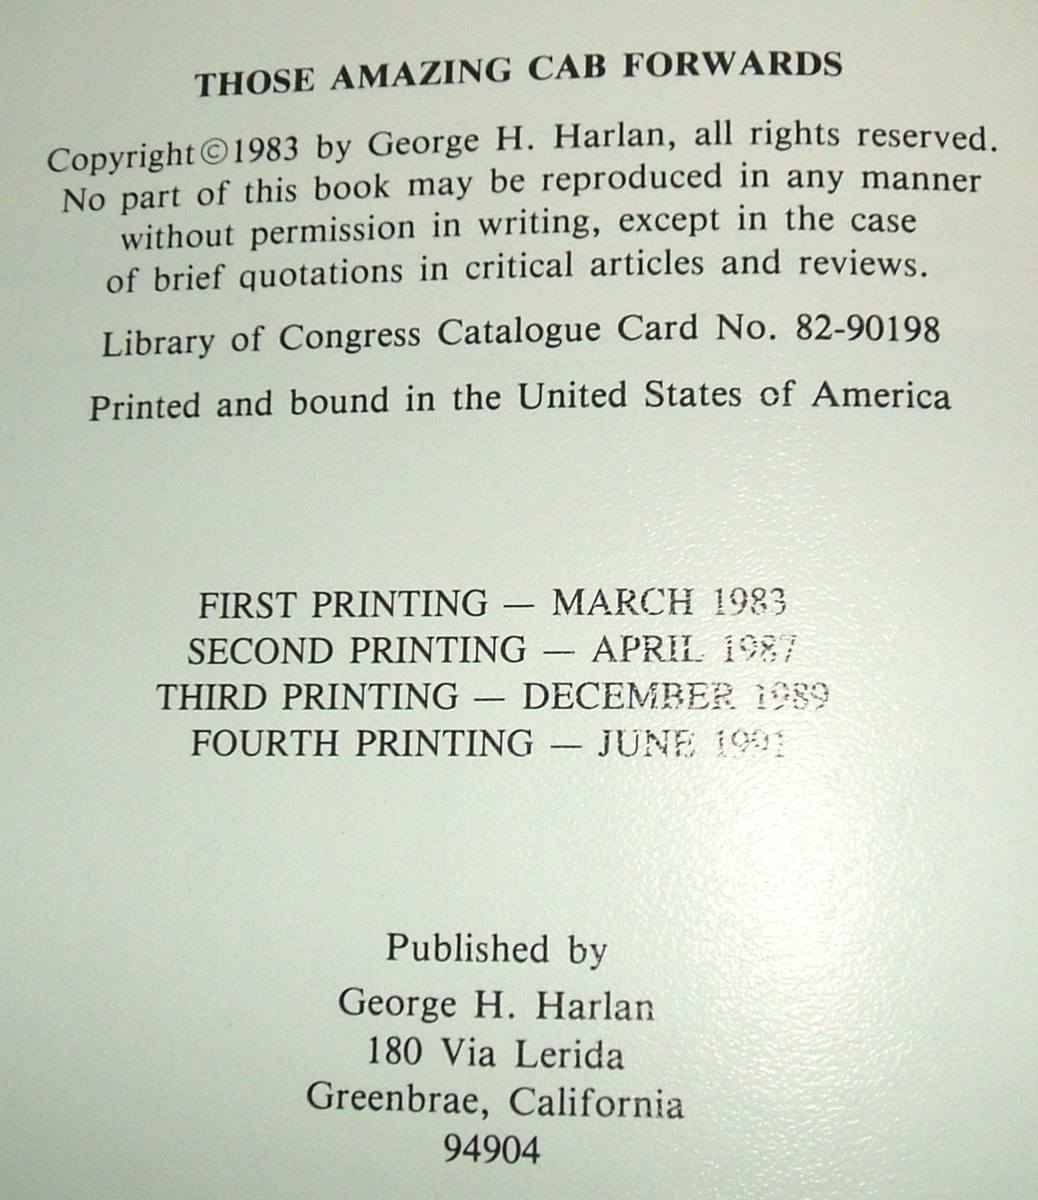 THOSE AMAZING CAB FORWARDS
Copyright©1983 by George H. Harlan, all rights reserved.
No part of this book may be reproduced in any manner
without permission in writing, except in the case
of brief quotations in critical articles and reviews.
Library of Congress Catalogue Card No. 82-90198
Printed and bound in the United States of America
FIRST PRINTING — MARCH 1983
SECOND PRINTING — APRIL 1987
THIRD PRINTING — DECEMBER 1989
FOURTH PRINTING — JUNE 1991
Published by
George H. Harlan
180 Via Lerida
Greenbrae, California
94904